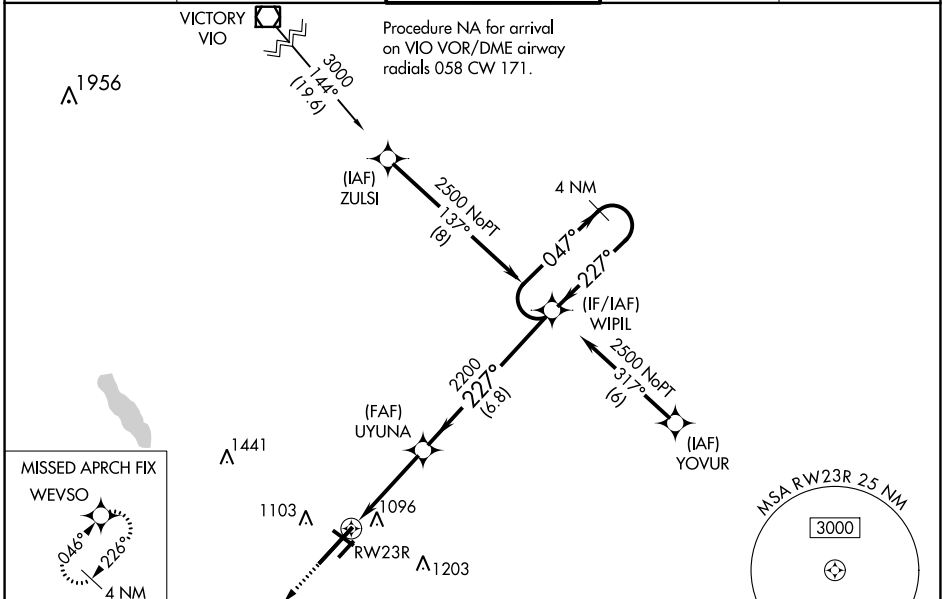 VICTORY
VIO
Procedure NA for arrival
on VIO VOR/DME airway
radials 058 CW 171.
1956
3000
144°
(19.6)
(IAF)
ZULSI
2500 NoPT
137°
(8)
4 NM
047°
227°
(IF/IAF)
WIPIL
2500 NoPT
317°
(6)
(IAF)
YOVUR
2200
227°
(6.8)
(FAF)
UYUNA
1441
1103
1096
RW23R
1203
MISSED APRCH FIX
WEVSO
046°
226°
4 NM
MSA RW23R 25 NM
3000